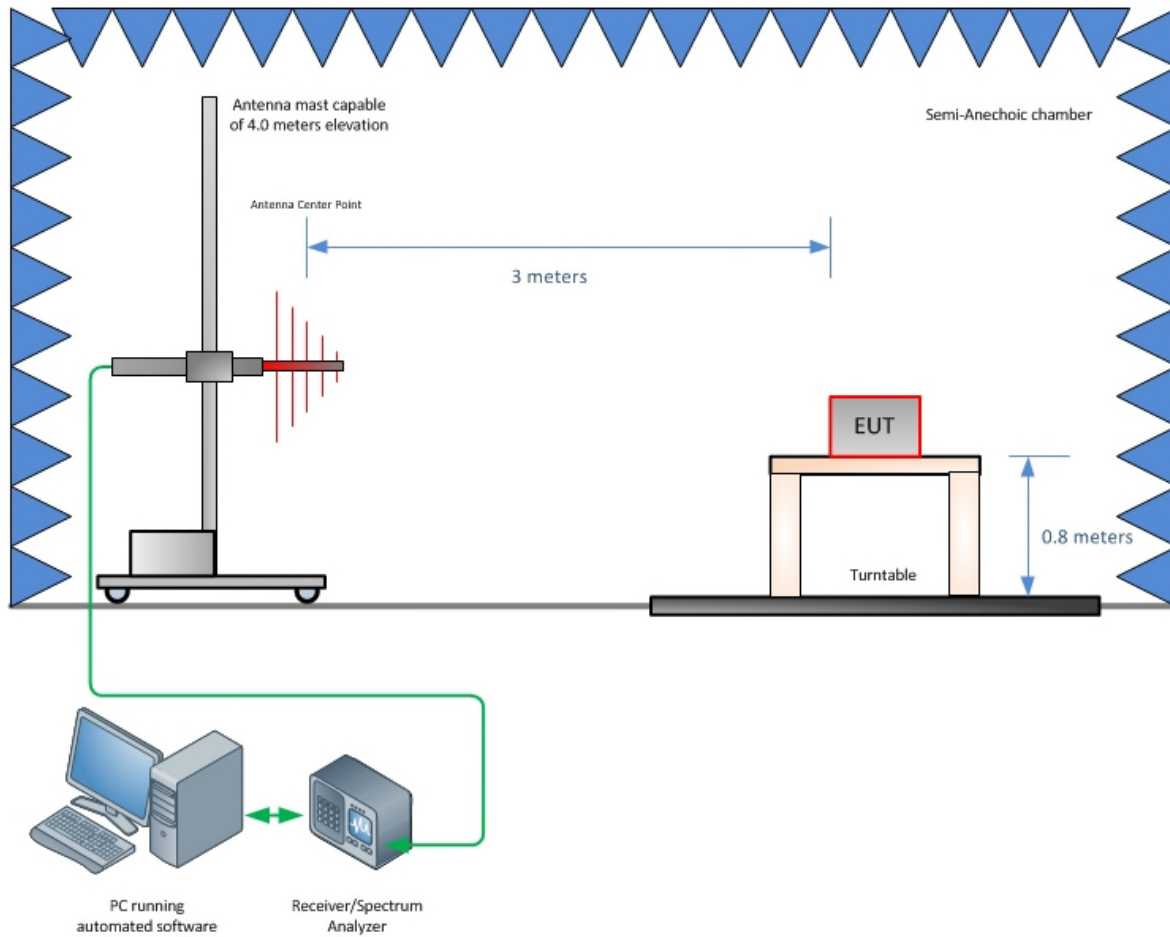 Antenna mast capable
of 4.0 meters elevation
Semi-Anechoic chamber
Antenna Center Point
3 meters
EUT
0.8 meters
Turntable
PC running
automated software
Receiver/Spectrum
Analyzer